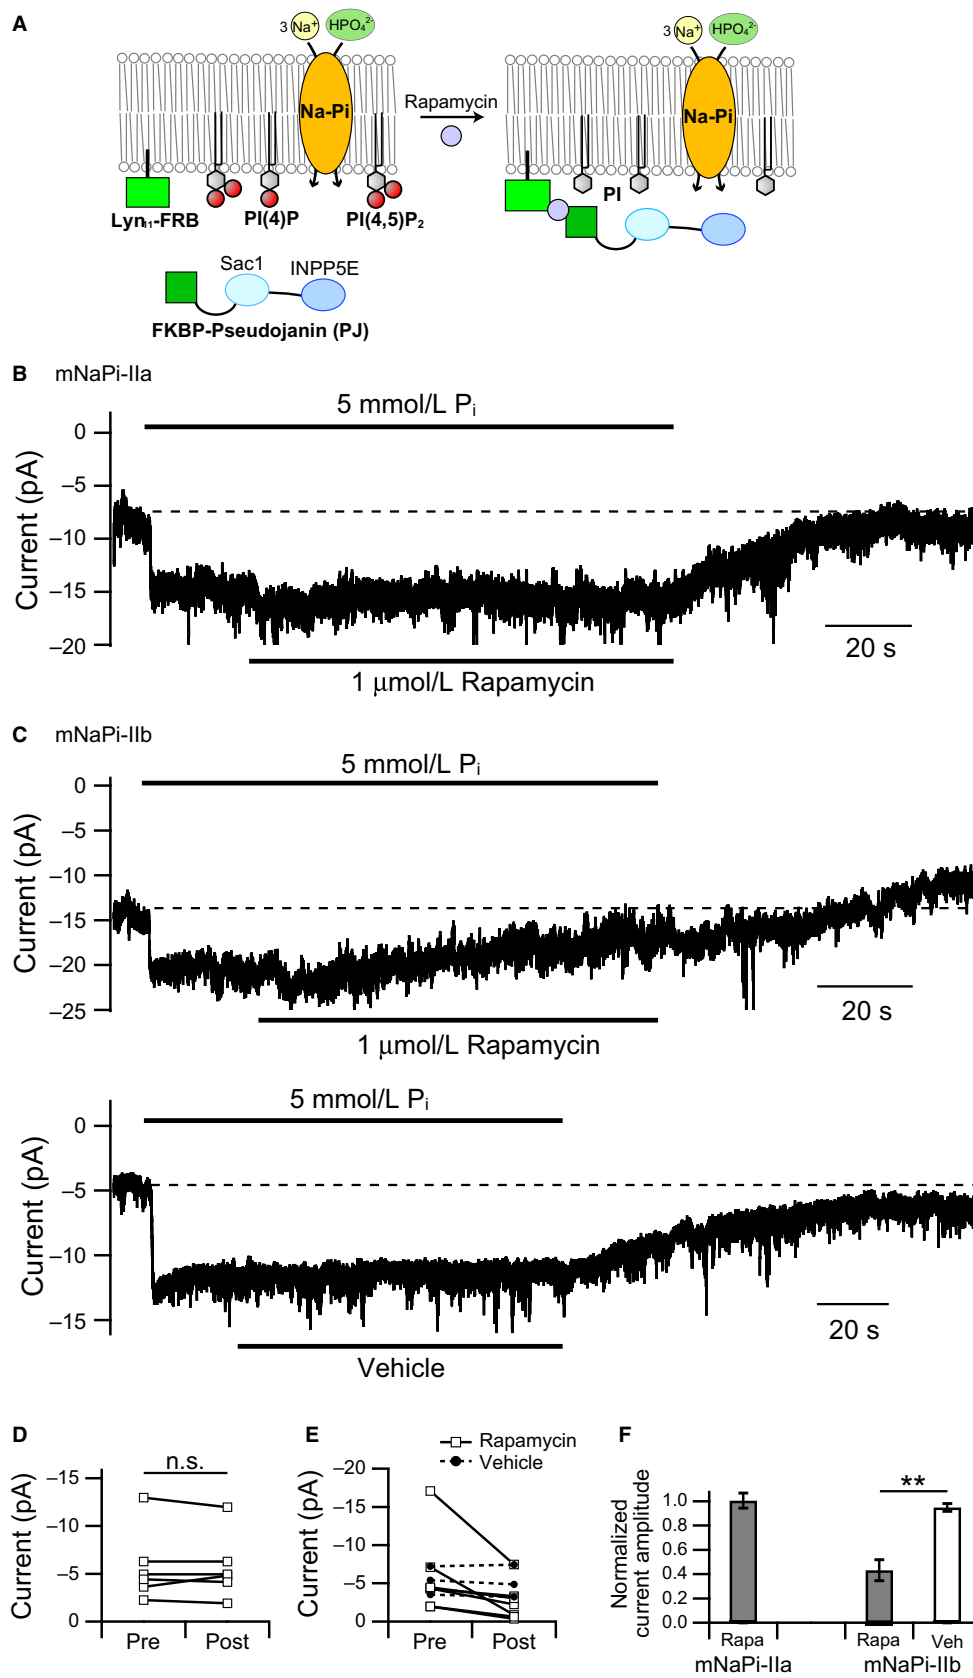 A
3 Na⁺ HPO₄²⁻
3 Na⁺ HPO₄²⁻
Na-Pi
Rapamycin
Na-Pi
Lyn₁₁-FRB
PI(4)P
PI(4,5)P₂
PI
Sac1
INPP5E
FKBP-Pseudojanin (PJ)
B mNaPi-IIa
5 mmol/L Pᵢ
Current (pA)
0
–5
–10
–15
–20
20 s
1 μmol/L Rapamycin
C mNaPi-IIb
5 mmol/L Pᵢ
Current (pA)
0
–5
–10
–15
–20
–25
20 s
1 μmol/L Rapamycin
5 mmol/L Pᵢ
Current (pA)
0
–5
–10
–15
20 s
Vehicle
D
n.s.
Current (pA)
–15
–10
–5
0
Pre Post
E
Rapamycin
Vehicle
Current (pA)
–20
–15
–10
–5
0
Pre Post
F
**
Normalized
current amplitude
1.0
0.8
0.6
0.4
0.2
0.0
Rapa Rapa Veh
mNaPi-IIa mNaPi-IIb